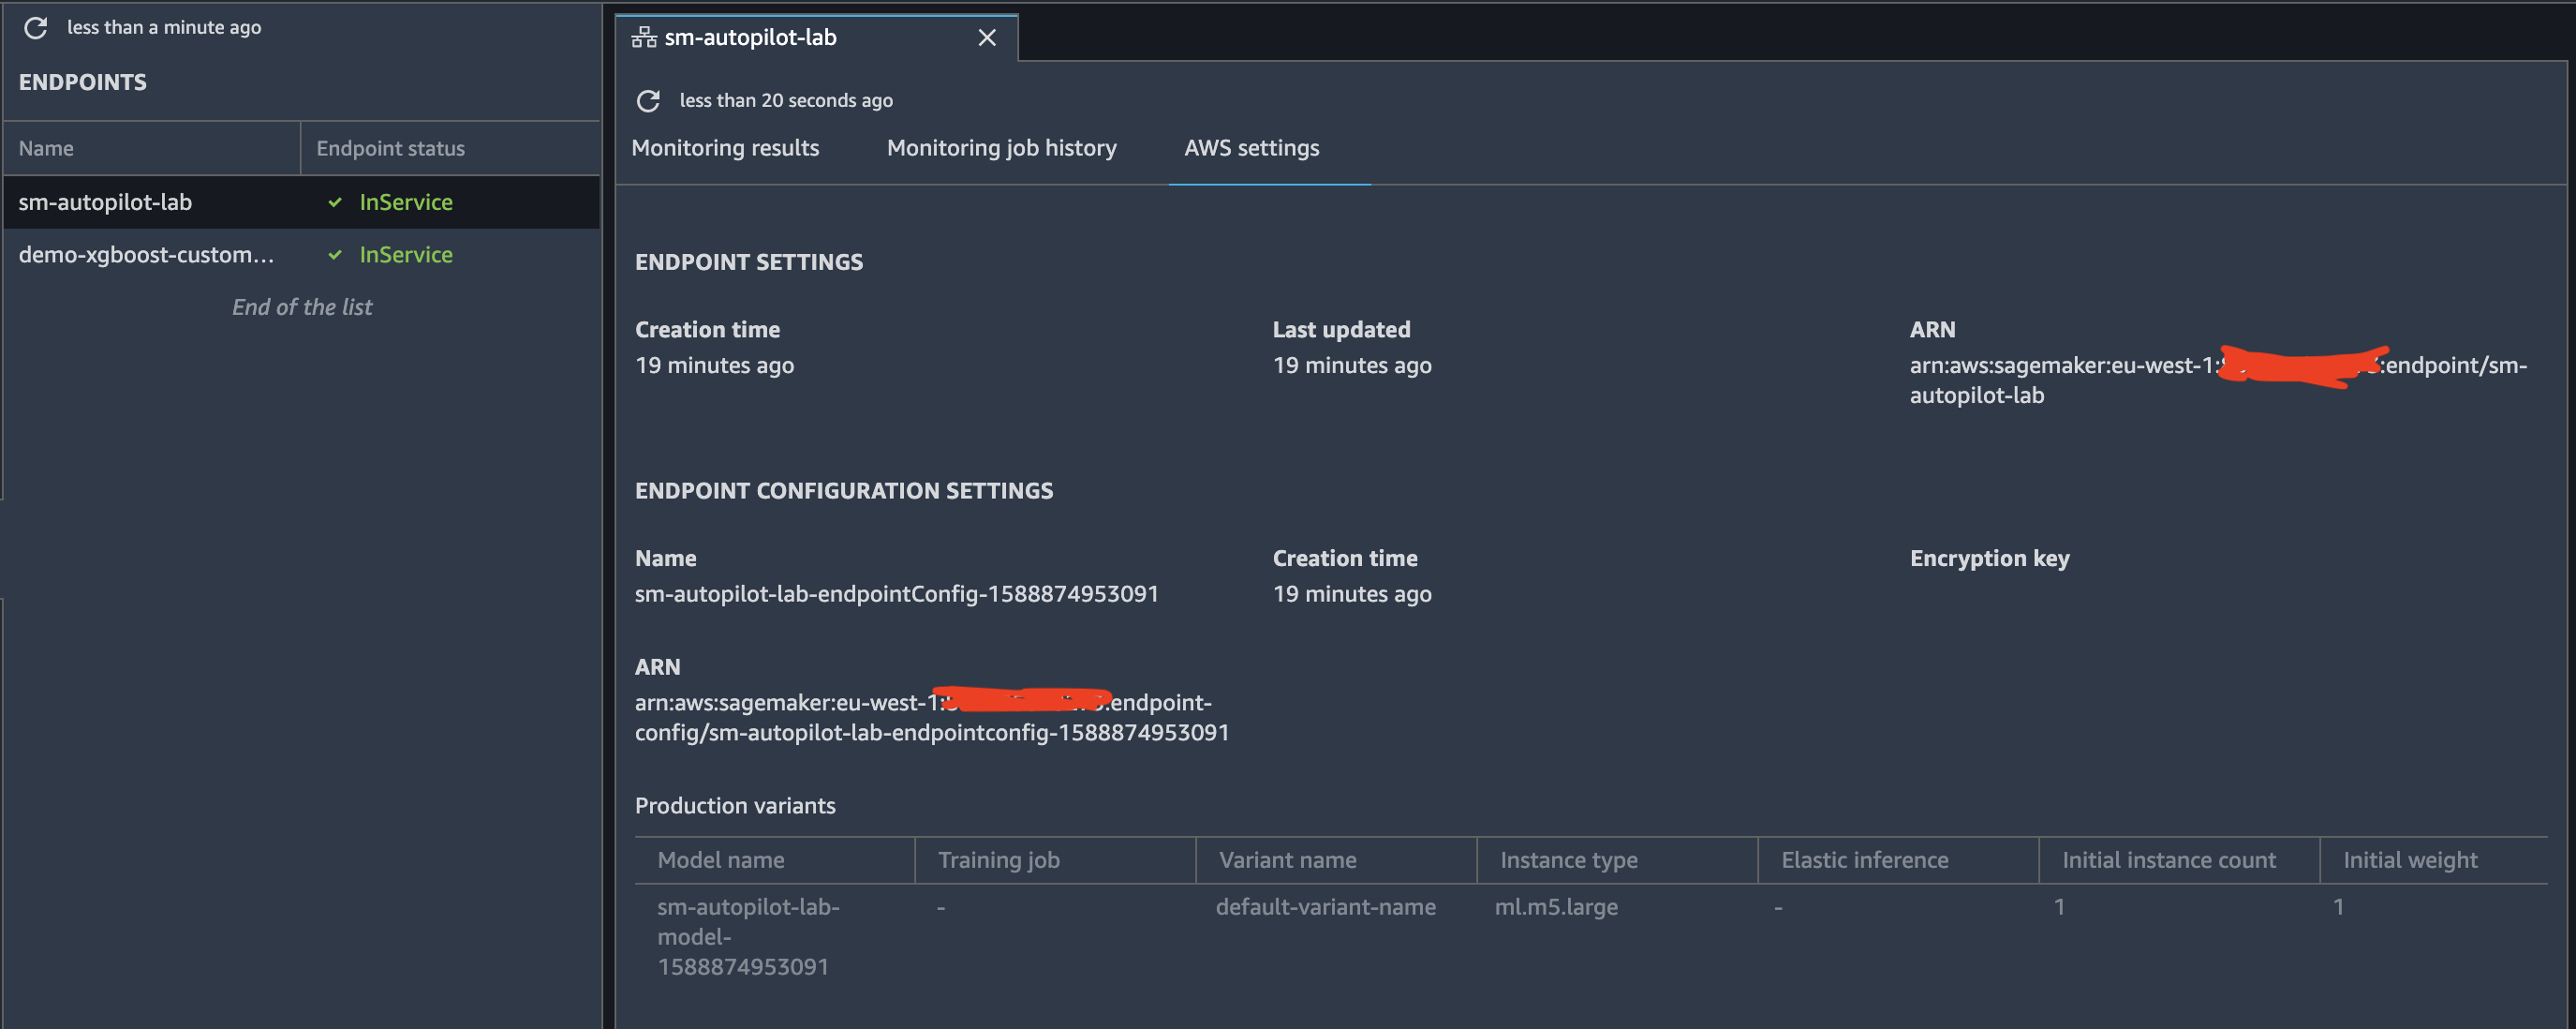 less than a minute ago
ENDPOINTS
Name Endpoint status
sm-autopilot-lab InService
demo-xgboost-custom... InService
End of the list
sm-autopilot-lab
less than 20 seconds ago
Monitoring results Monitoring job history AWS settings
ENDPOINT SETTINGS
Creation time Last updated ARN
19 minutes ago 19 minutes ago arn:aws:sagemaker:eu-west-1: :endpoint/sm-
autopilot-lab
ENDPOINT CONFIGURATION SETTINGS
Name Creation time Encryption key
sm-autopilot-lab-endpointConfig-1588874953091 19 minutes ago
ARN
arn:aws:sagemaker:eu-west-1: :endpoint-
config/sm-autopilot-lab-endpointconfig-1588874953091
Production variants
Model name Training job Variant name Instance type Elastic inference Initial instance count Initial weight
sm-autopilot-lab- - default-variant-name ml.m5.large - 1 1
model-
1588874953091